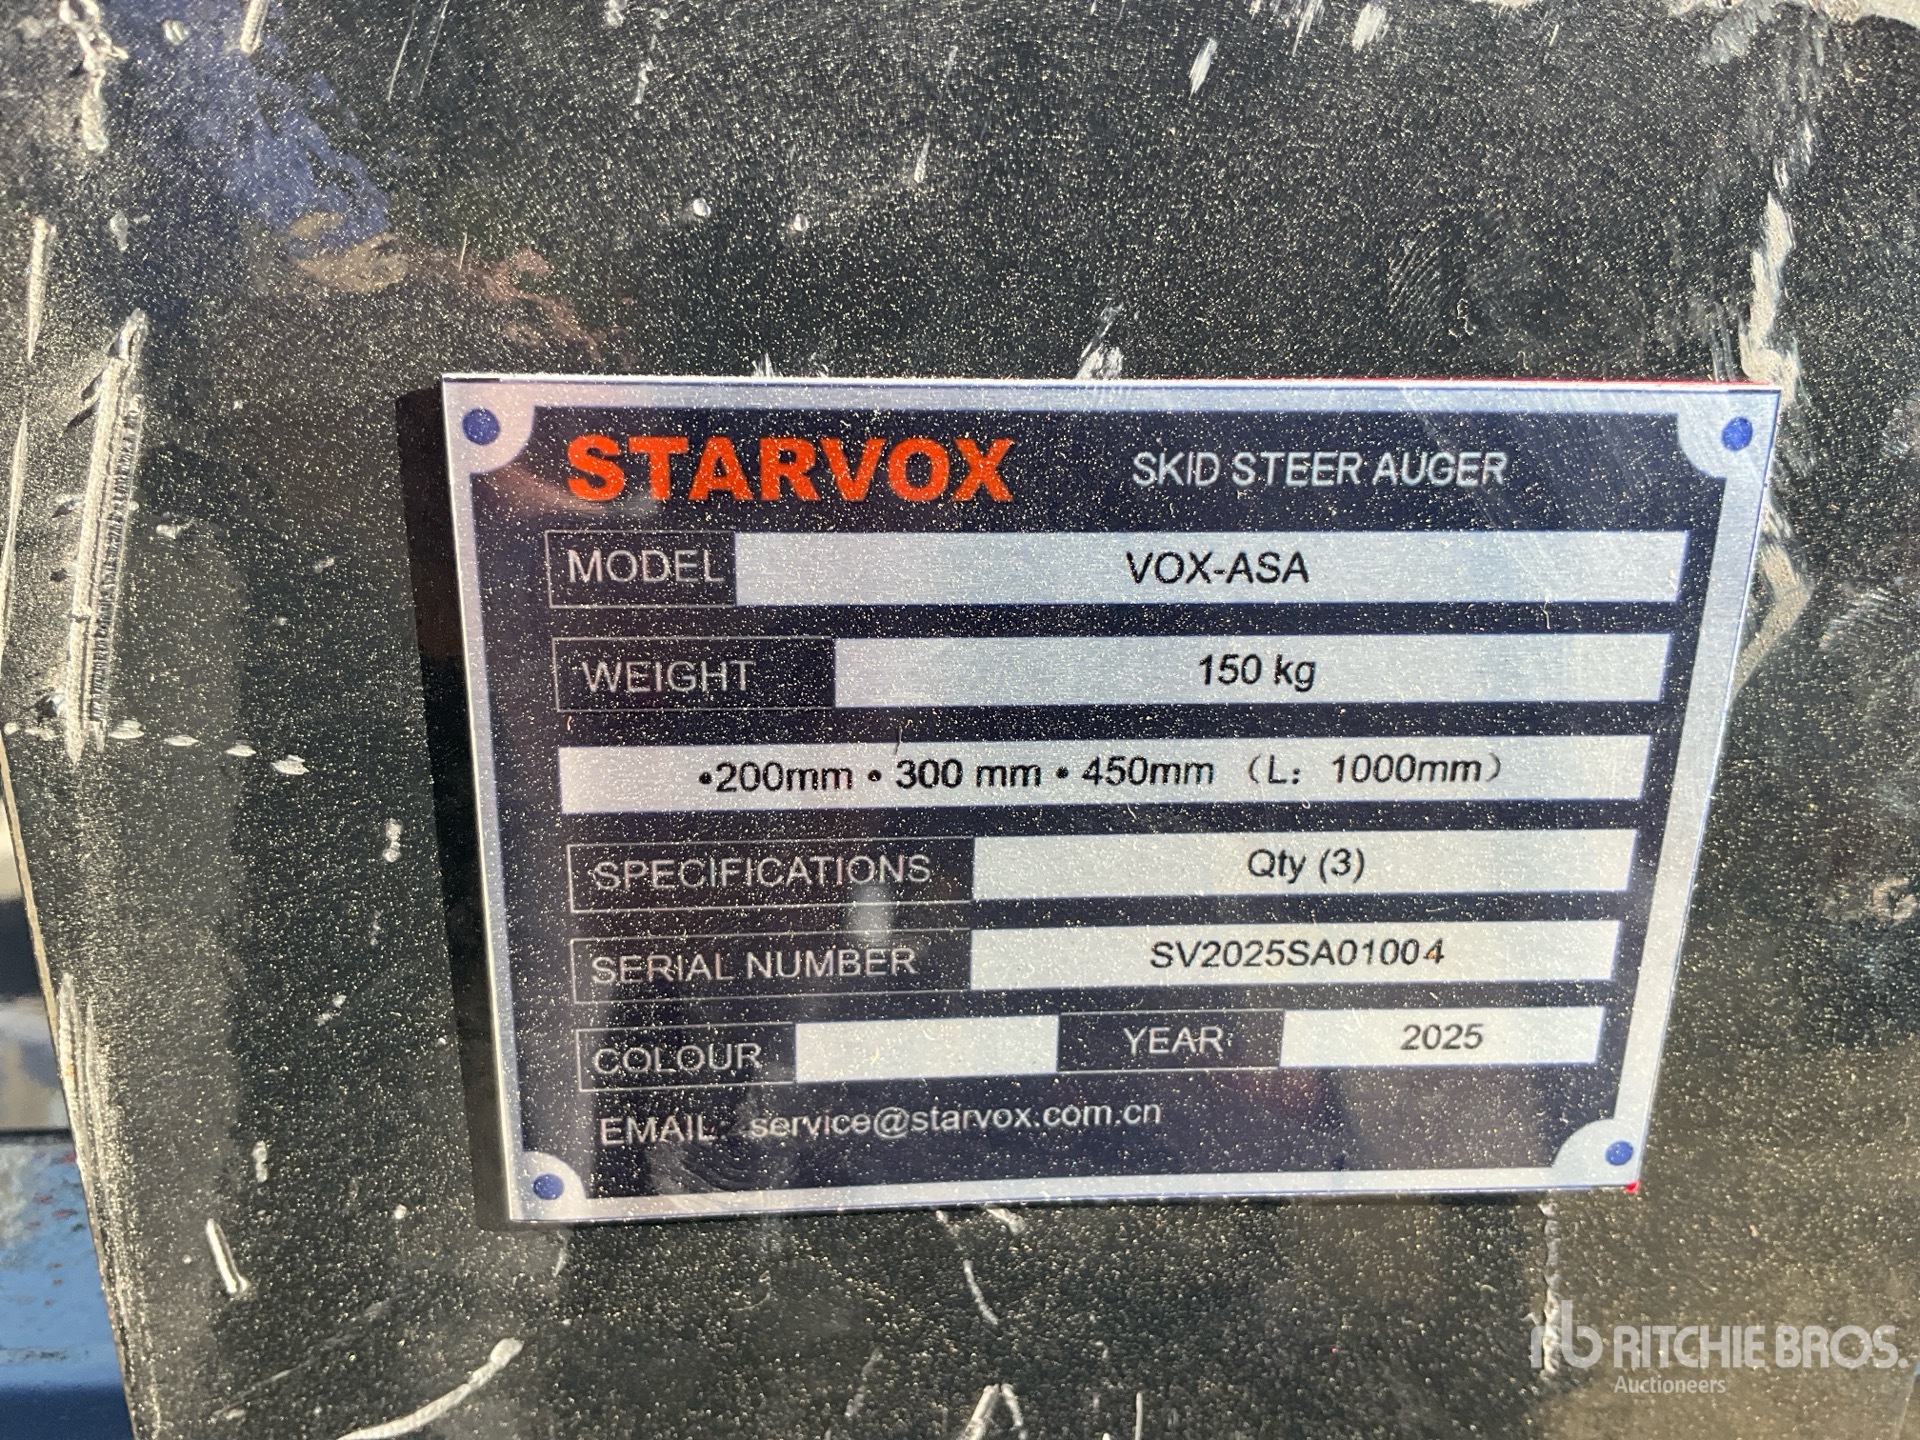 STARVOX SKID STEER AUGER
MODEL VOX-ASA
WEIGHT 150 kg
•200mm • 300 mm • 450mm （L： 1000mm）
SPECIFICATIONS Qty (3)
SERIAL NUMBER SV2025SA01004
COLOUR YEAR 2025
EMAIL: service@starvox.com.cn
rb RITCHIE BROS.
Auctioneers